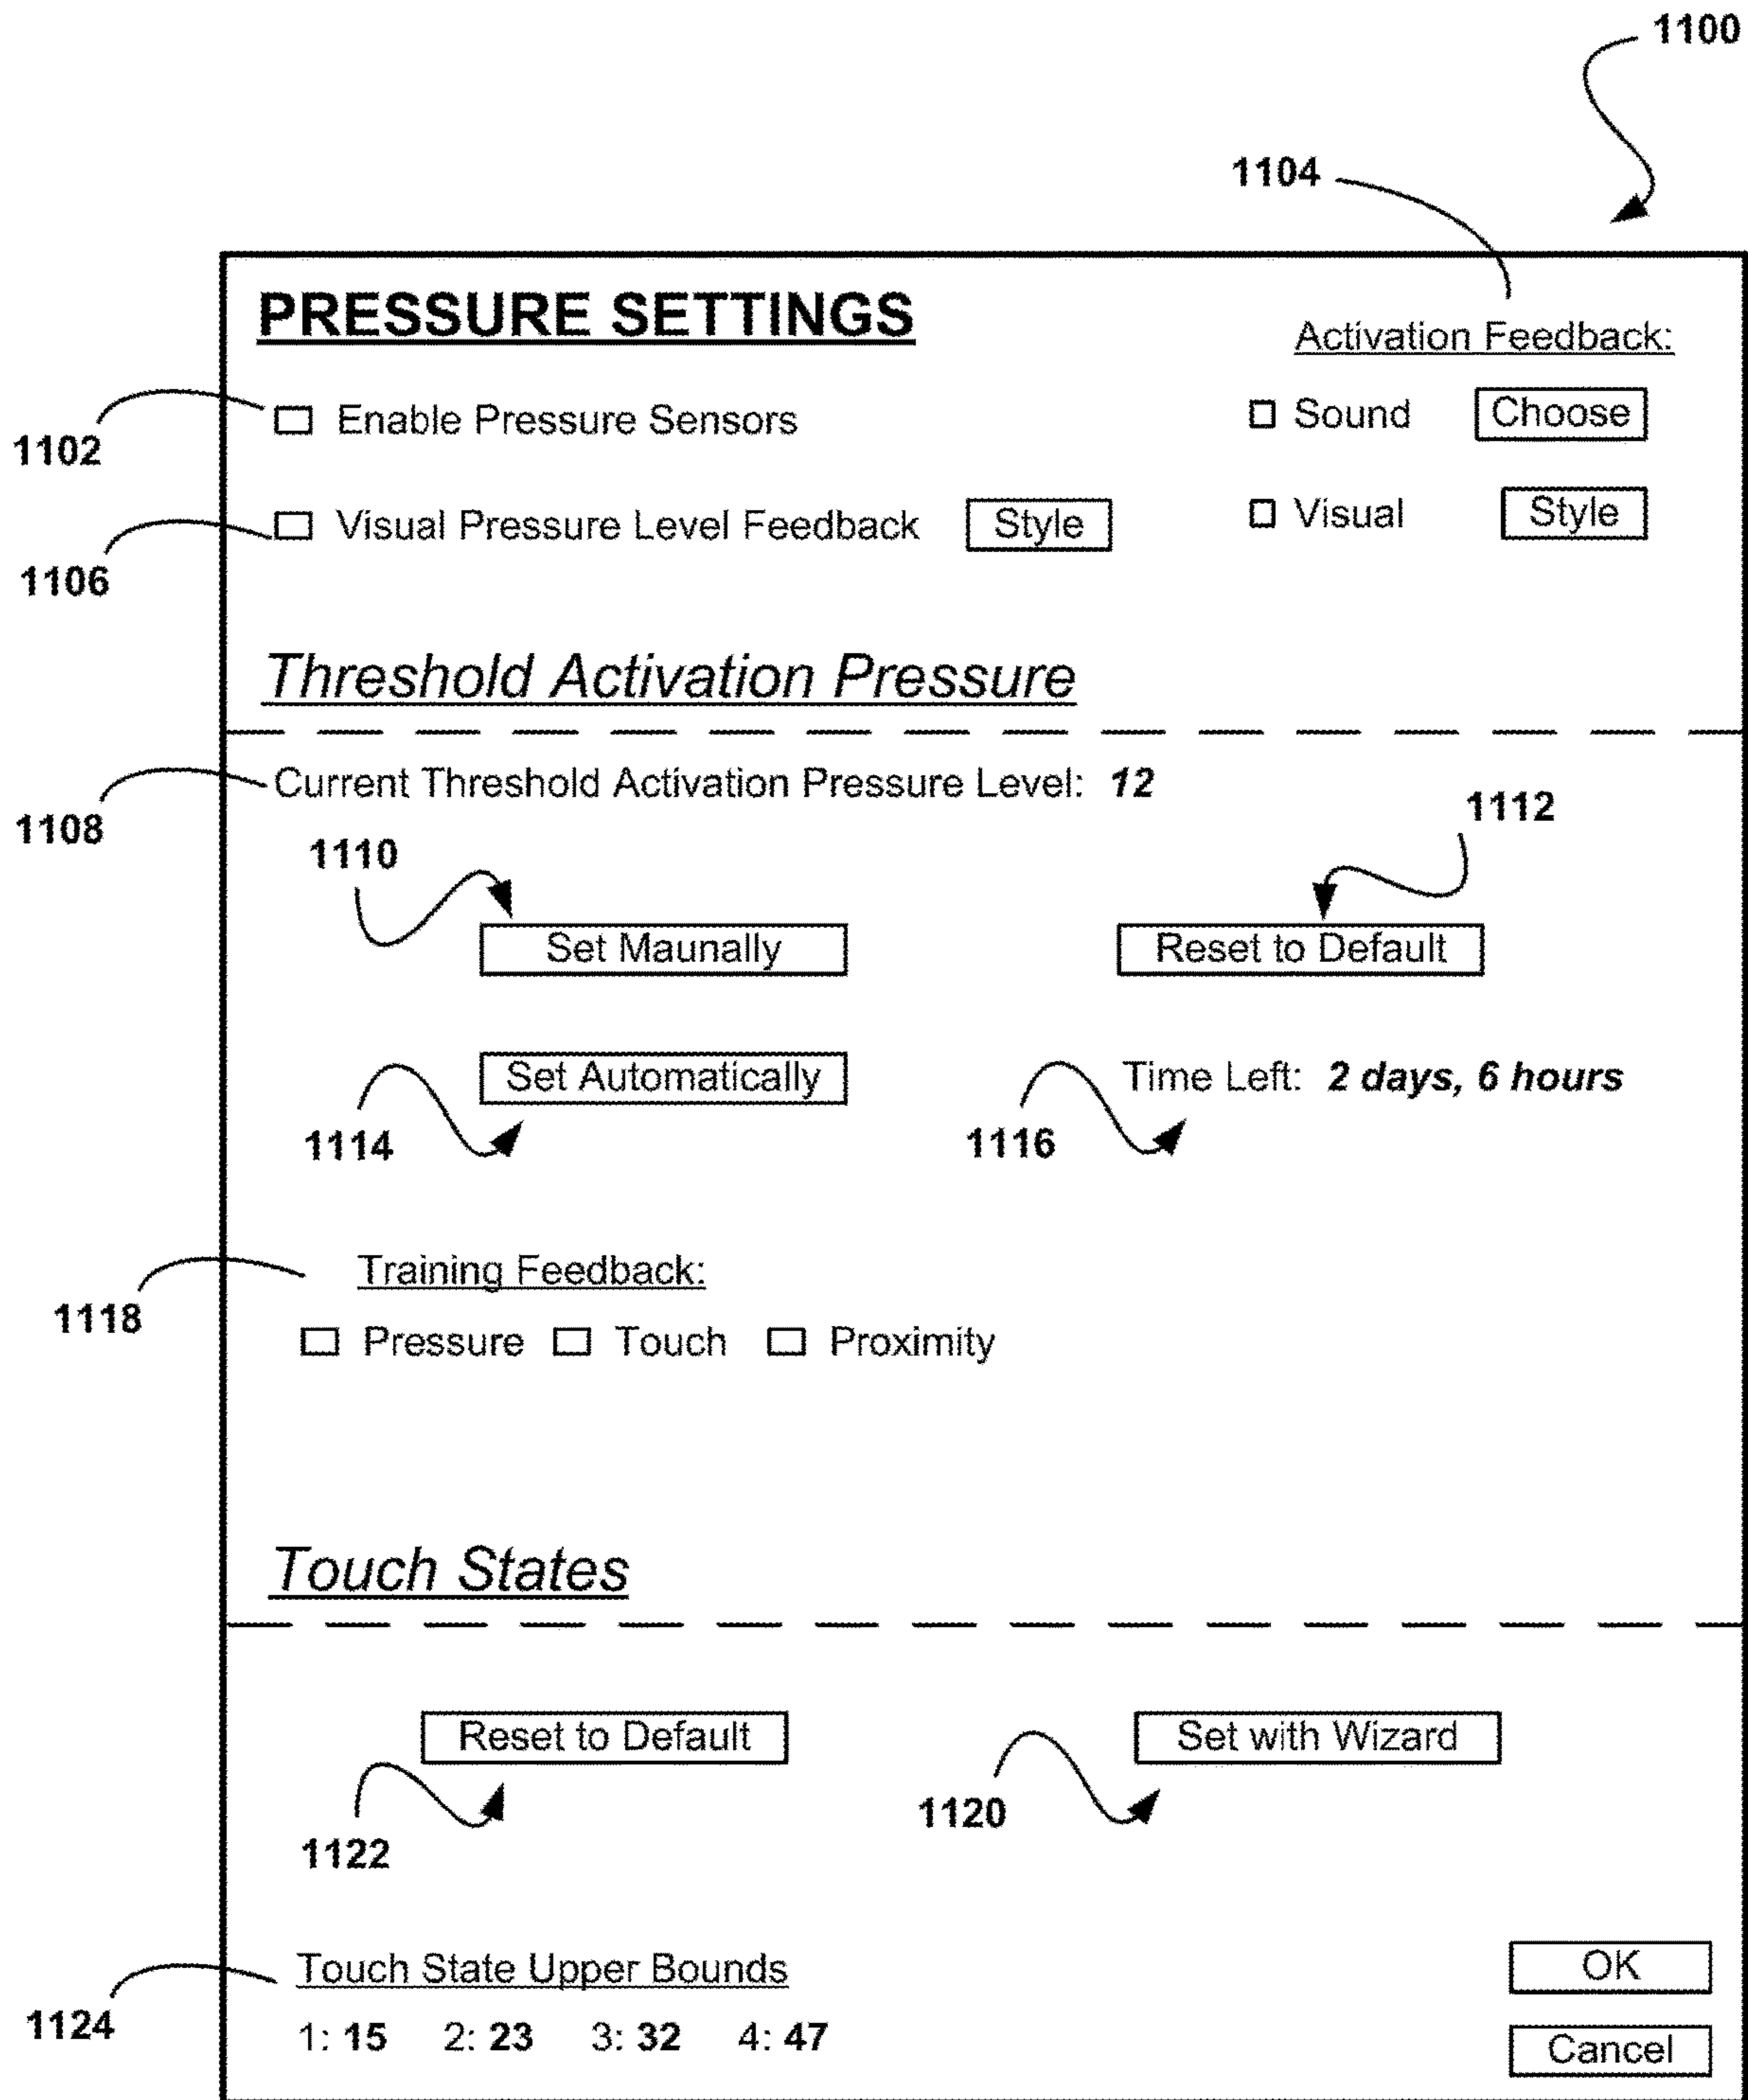 1100
1104
PRESSURE SETTINGS
Activation Feedback:
1102
Enable Pressure Sensors
Sound
Choose
1106
Visual Pressure Level Feedback
Style
Visual
Style
Threshold Activation Pressure
1108
Current Threshold Activation Pressure Level: 12
1110
1112
Set Maunally
Reset to Default
Set Automatically
Time Left: 2 days, 6 hours
1114
1116
1118
Training Feedback:
Pressure
Touch
Proximity
Touch States
Reset to Default
Set with Wizard
1122
1120
1124
Touch State Upper Bounds
1: 15 2: 23 3: 32 4: 47
OK
Cancel